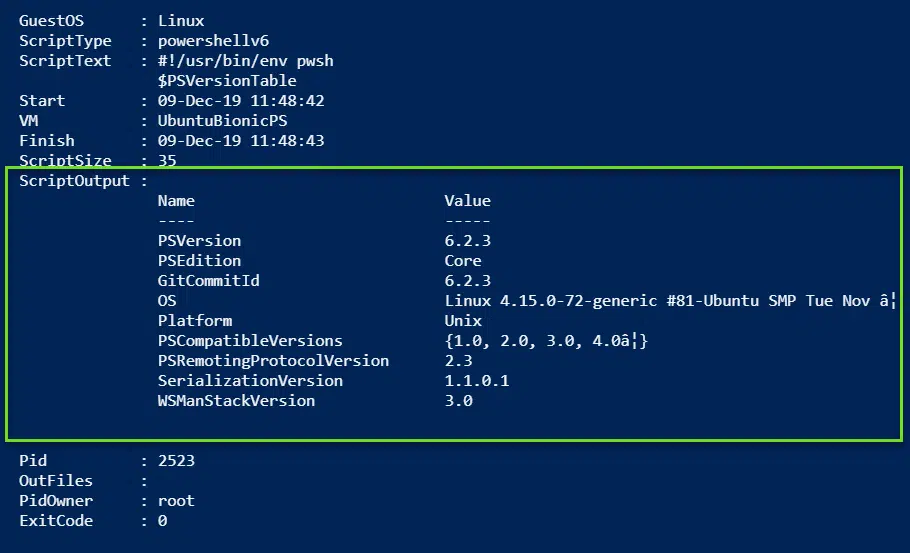 GuestOS : Linux
ScriptType : powershellv6
ScriptText : #!/usr/bin/env pwsh
$PSVersionTable
Start : 09-Dec-19 11:48:42
VM : UbuntuBionicPS
Finish : 09-Dec-19 11:48:43
ScriptSize : 35
ScriptOutput :
Name Value
---- -----
PSVersion 6.2.3
PSEdition Core
GitCommitId 6.2.3
OS Linux 4.15.0-72-generic #81-Ubuntu SMP Tue Nov â¦
Platform Unix
PSCompatibleVersions {1.0, 2.0, 3.0, 4.0â¦}
PSRemotingProtocolVersion 2.3
SerializationVersion 1.1.0.1
WSManStackVersion 3.0
Pid : 2523
OutFiles :
PidOwner : root
ExitCode : 0